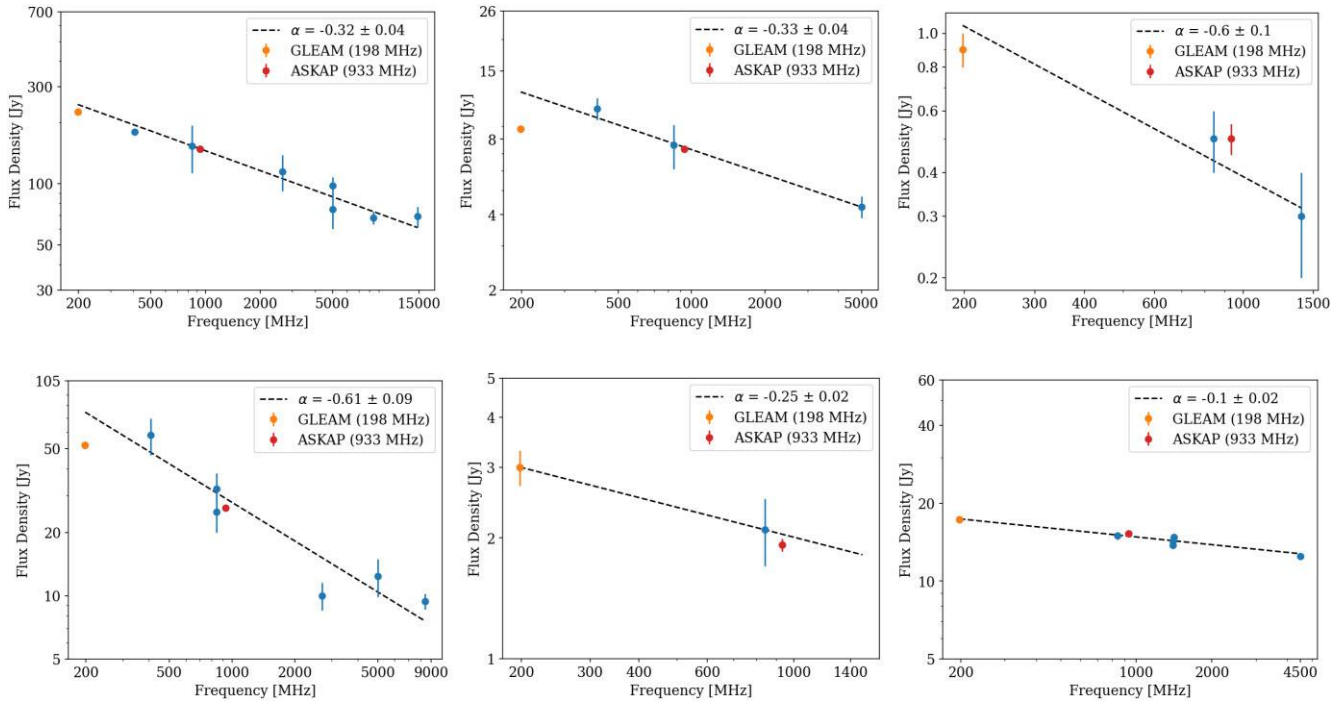 700
300
100
50
30
Flux Density [Jy]
α = -0.32 ± 0.04
GLEAM (198 MHz)
ASKAP (933 MHz)
200 500 1000 2000 5000 15000
Frequency [MHz]
26
15
8
4
2
Flux Density [Jy]
α = -0.33 ± 0.04
GLEAM (198 MHz)
ASKAP (933 MHz)
200 500 1000 2000 5000
Frequency [MHz]
1.0
0.8
0.6
0.4
0.3
0.2
Flux Density [Jy]
α = -0.6 ± 0.1
GLEAM (198 MHz)
ASKAP (933 MHz)
200 300 400 600 1000 1500
Frequency [MHz]
105
50
20
10
5
Flux Density [Jy]
α = -0.61 ± 0.09
GLEAM (198 MHz)
ASKAP (933 MHz)
200 500 1000 2000 5000 9000
Frequency [MHz]
5
4
3
2
1
Flux Density [Jy]
α = -0.25 ± 0.02
GLEAM (198 MHz)
ASKAP (933 MHz)
200 300 400 600 1000 1400
Frequency [MHz]
60
40
20
10
5
Flux Density [Jy]
α = -0.1 ± 0.02
GLEAM (198 MHz)
ASKAP (933 MHz)
200 1000 2000 4500
Frequency [MHz]